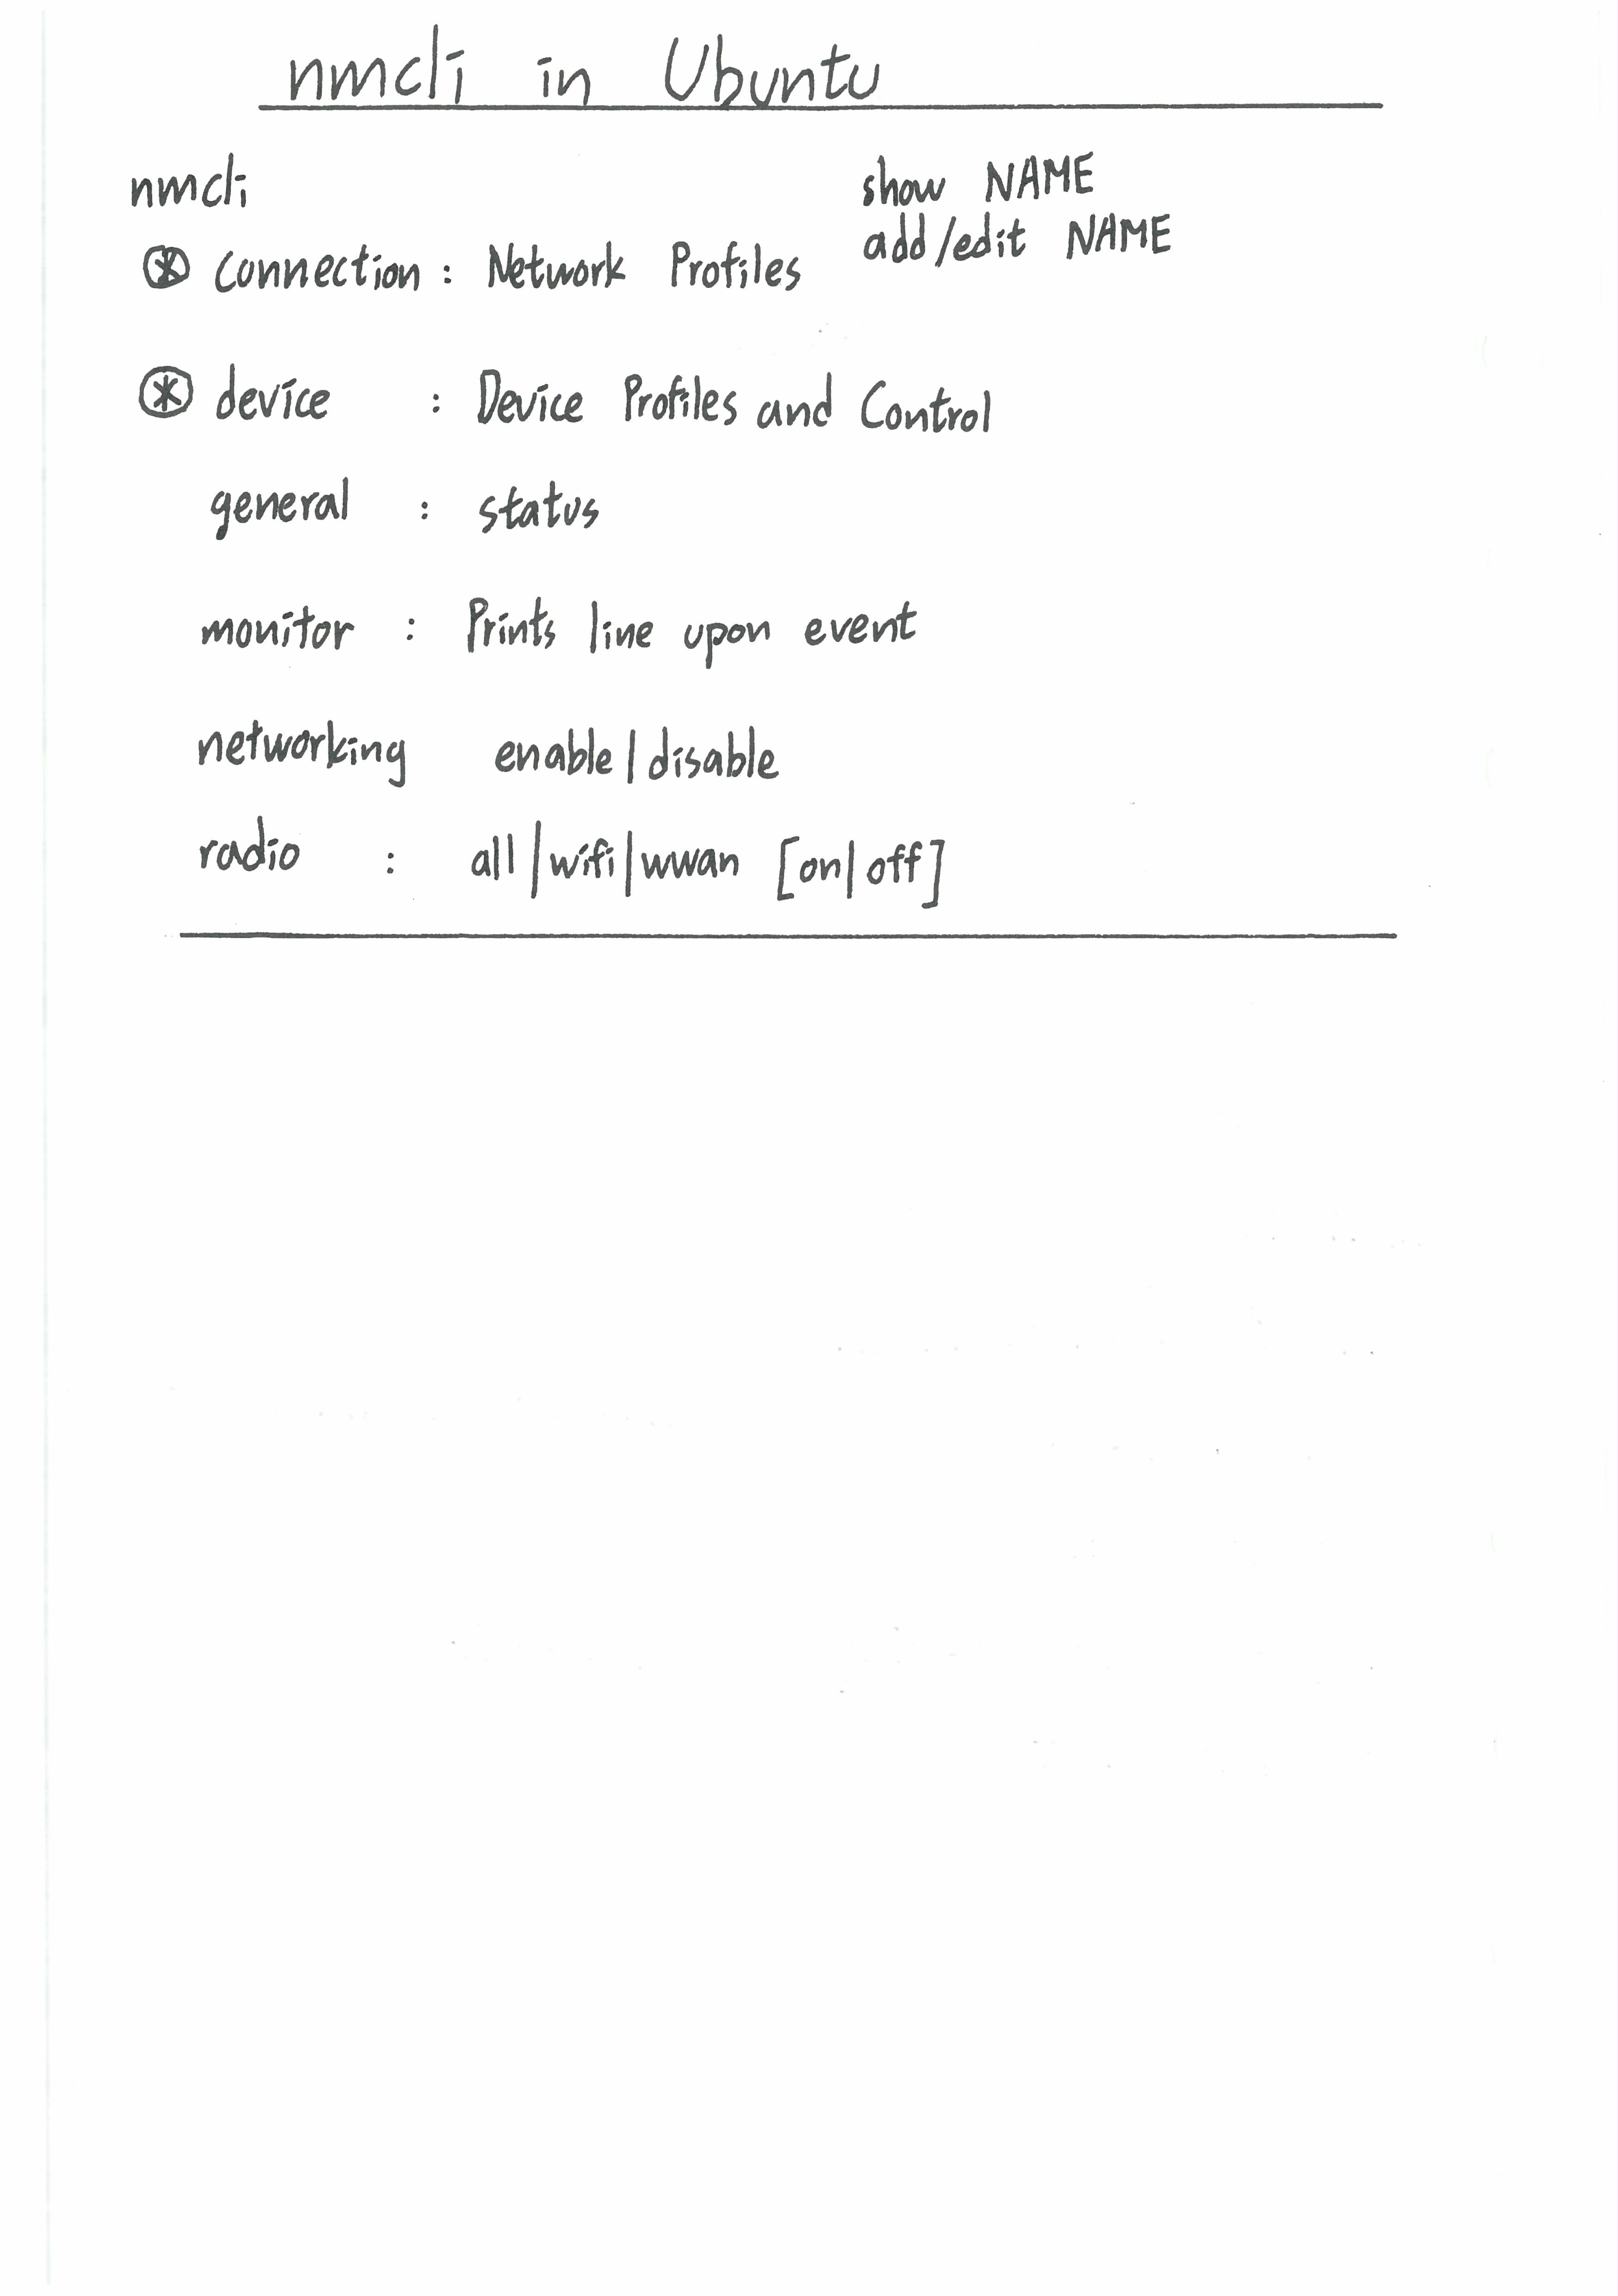 nmcli in Ubuntu
nmcli
show NAME
add/edit NAME
⊛ connection : Network Profiles
⊛ device : Device Profiles and Control
general : status
monitor : Prints line upon event
networking enable|disable
radio : all|wifi|wwan [on|off]